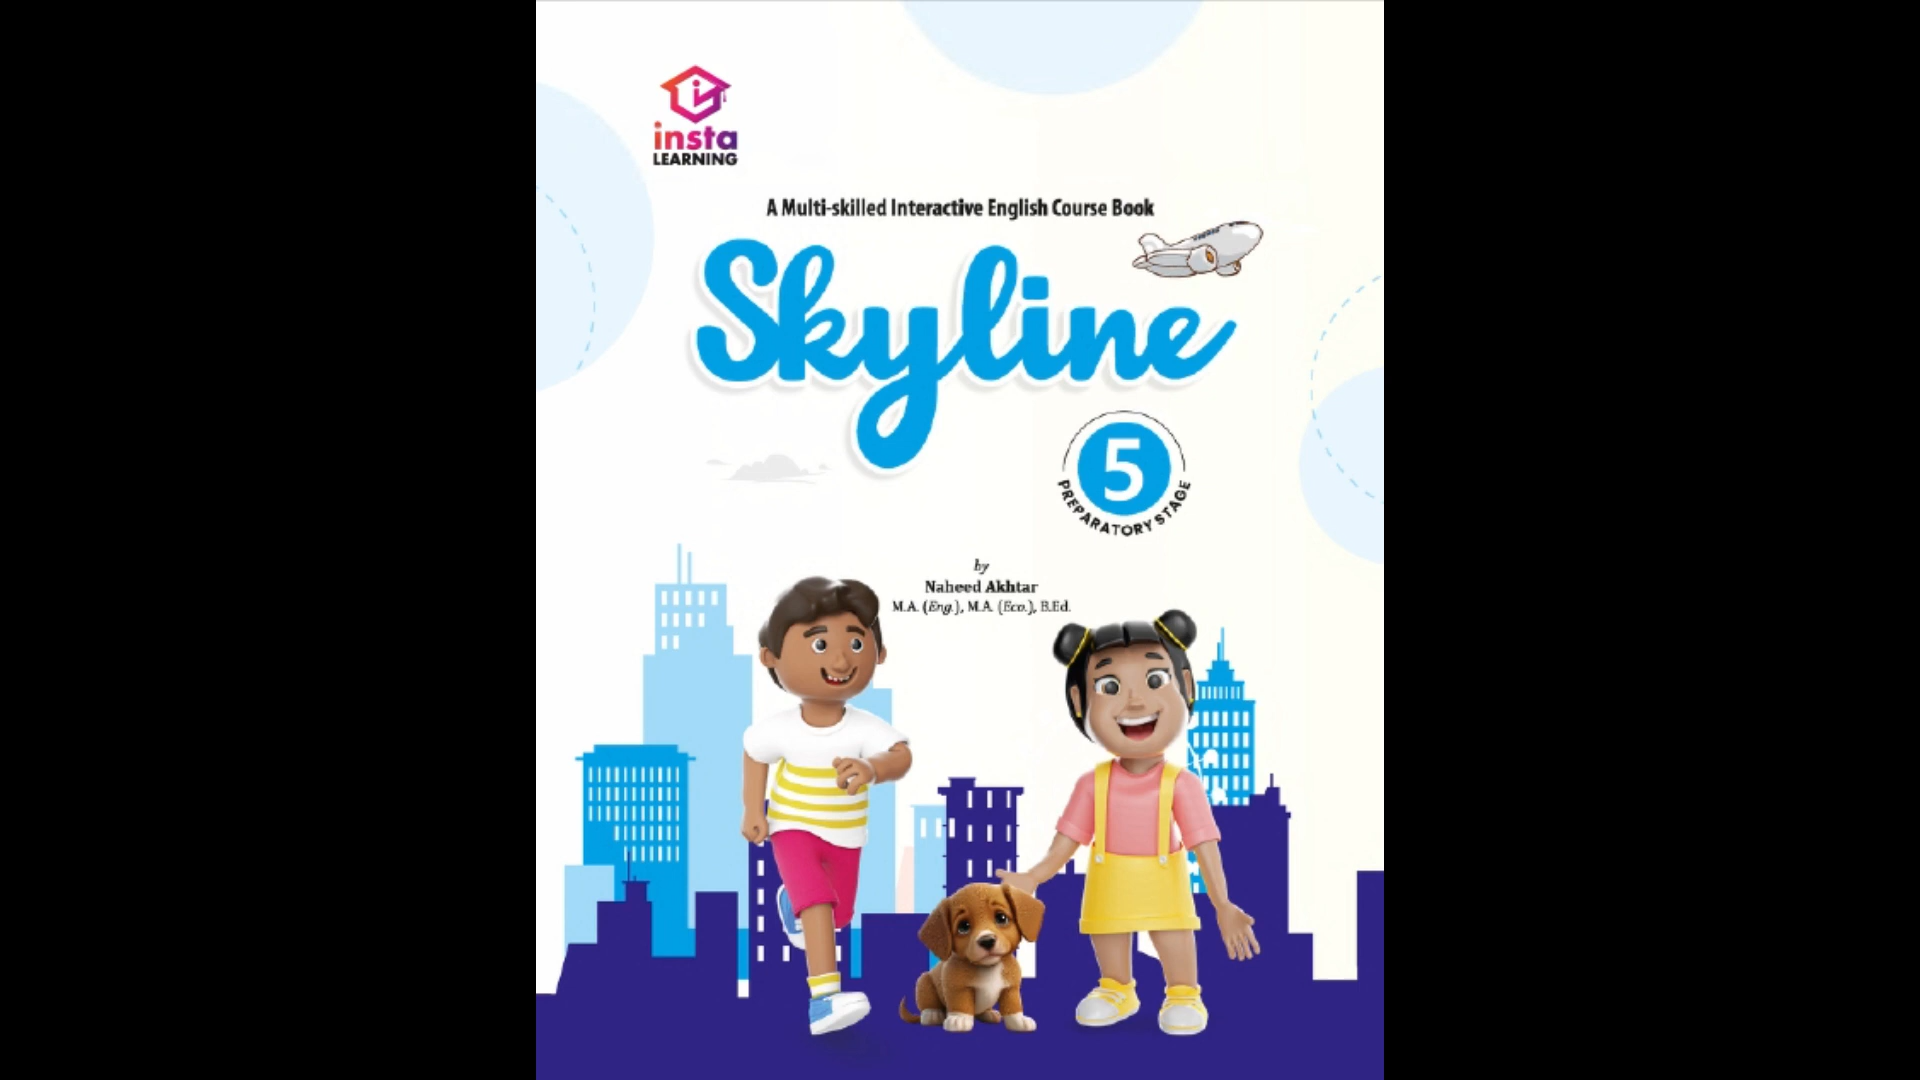 insta
LEARNING
A Multi-skilled Interactive English Course Book
Skyline
5
PREPARATORY STAGE
by
Naheed Akhtar
M.A. (Eng.), M.A. (Eco.), B.Ed.